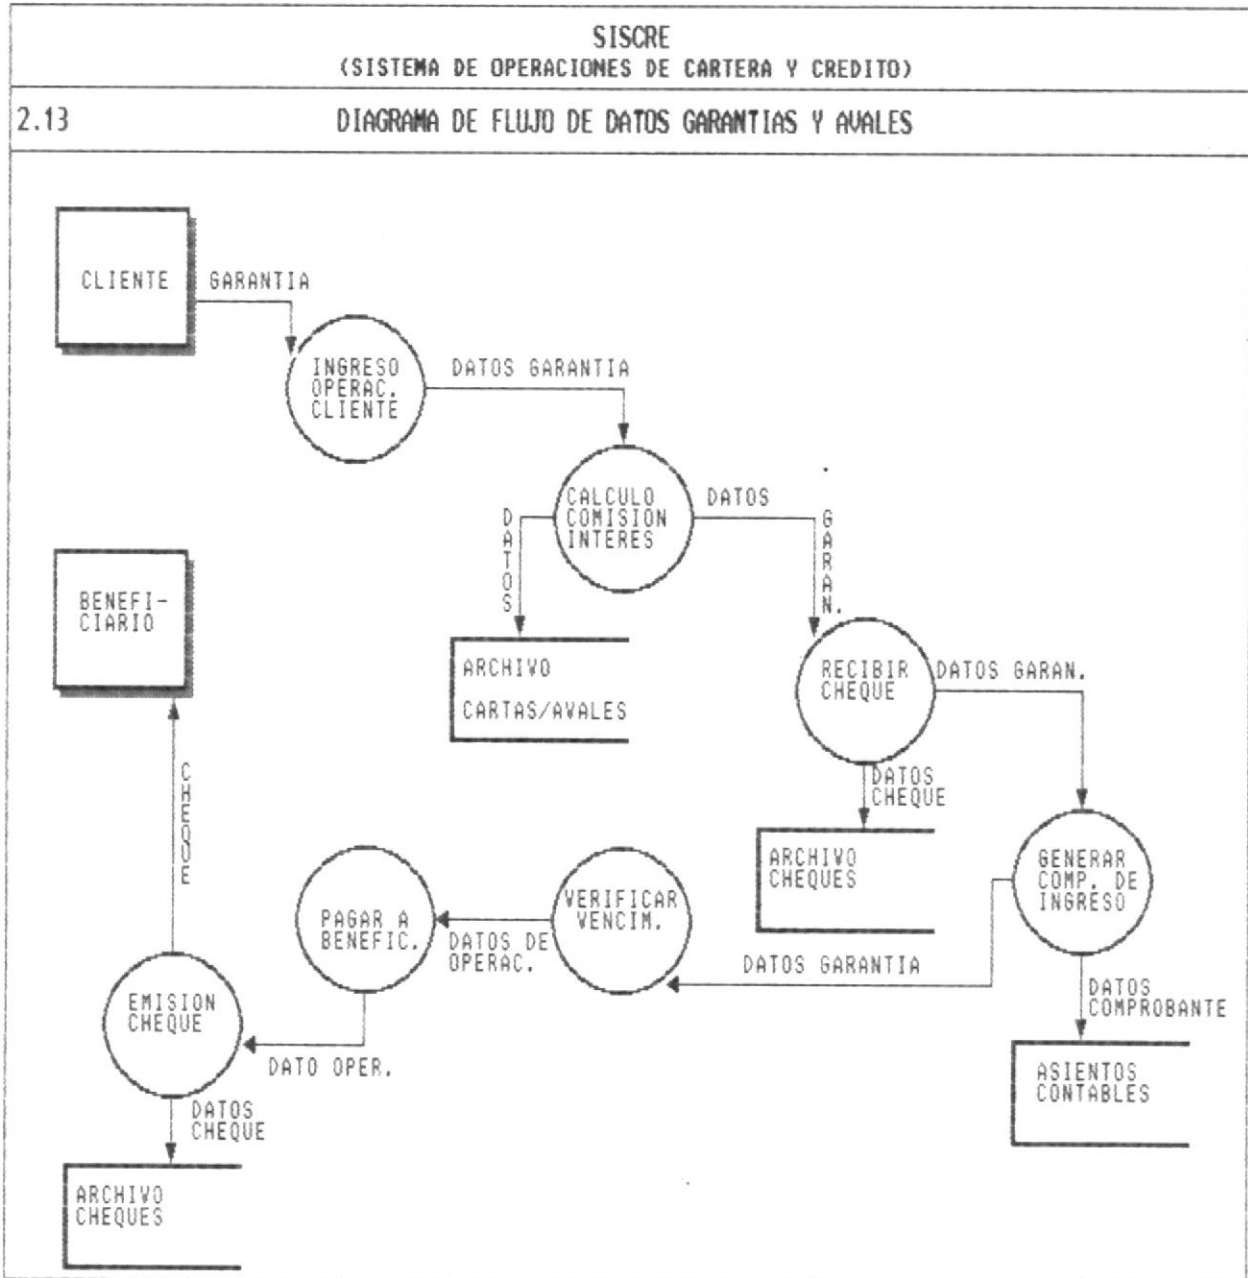 SISCRE
(SISTEMA DE OPERACIONES DE CARTERA Y CREDITO)
2.13
DIAGRAMA DE FLUJO DE DATOS GARANTIAS Y AVALES
CLIENTE
GARANTIA
INGRESO
OPERAC.
CLIENTE
DATOS GARANTIA
CALCULO
COMISION
INTERES
DATOS
GARAN.
DATOS
ARCHIVO
CARTAS/AVALES
BENEFI-
CIARIO
RECIBIR
CHEQUE
DATOS GARAN.
DATOS
CHEQUE
ARCHIVO
CHEQUES
GENERAR
COMP. DE
INGRESO
CHEQUE
PAGAR A
BENEFIC.
VERIFICAR
VENCIM.
DATOS DE
OPERAC.
DATOS GARANTIA
DATOS
COMPROBANTE
EMISION
CHEQUE
DATO OPER.
ASIENTOS
CONTABLES
DATOS
CHEQUE
ARCHIVO
CHEQUES